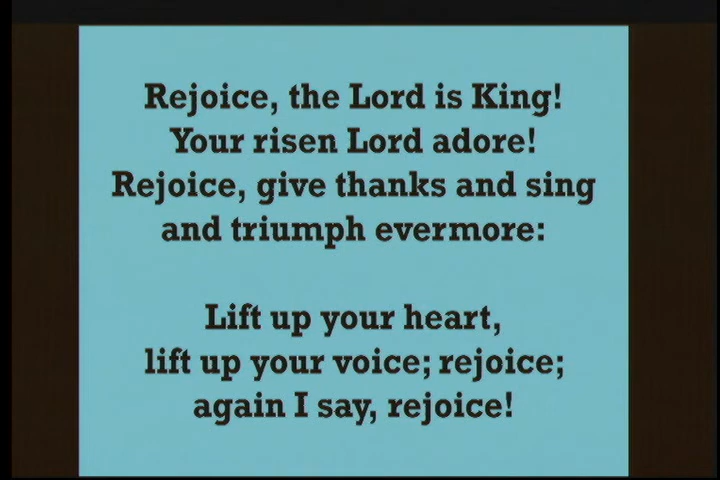 Rejoice, the Lord is King!
Your risen Lord adore!
Rejoice, give thanks and sing
and triumph evermore:
Lift up your heart,
lift up your voice; rejoice;
again I say, rejoice!